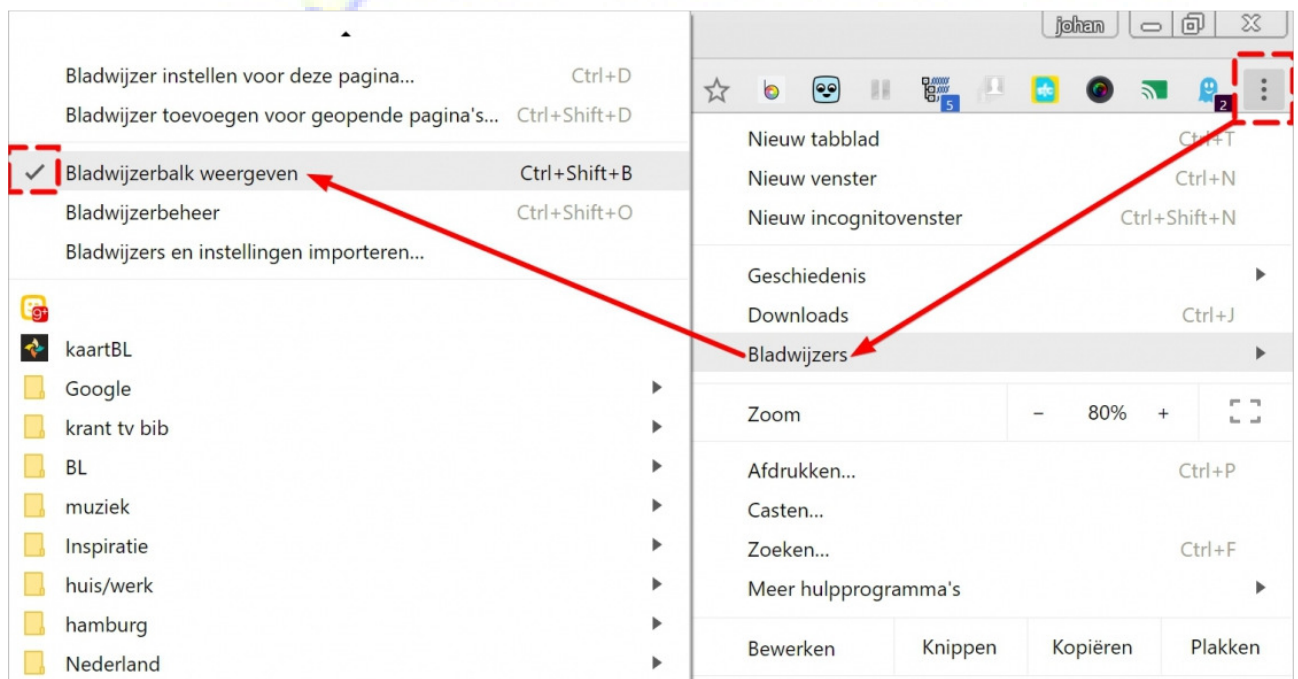 johan
5
2
Bladwijzer instellen voor deze pagina... Ctrl+D
Bladwijzer toevoegen voor geopende pagina's... Ctrl+Shift+D
Bladwijzerbalk weergeven Ctrl+Shift+B
Bladwijzerbeheer Ctrl+Shift+O
Bladwijzers en instellingen importeren...
g+
kaartBL
Google
krant tv bib
BL
muziek
Inspiratie
huis/werk
hamburg
Nederland
Nieuw tabblad Ctrl+T
Nieuw venster Ctrl+N
Nieuw incognitovenster Ctrl+Shift+N
Geschiedenis
Downloads Ctrl+J
Bladwijzers
Zoom - 80% +
Afdrukken... Ctrl+P
Casten...
Zoeken... Ctrl+F
Meer hulpprogramma's
Bewerken Knippen Kopiëren Plakken